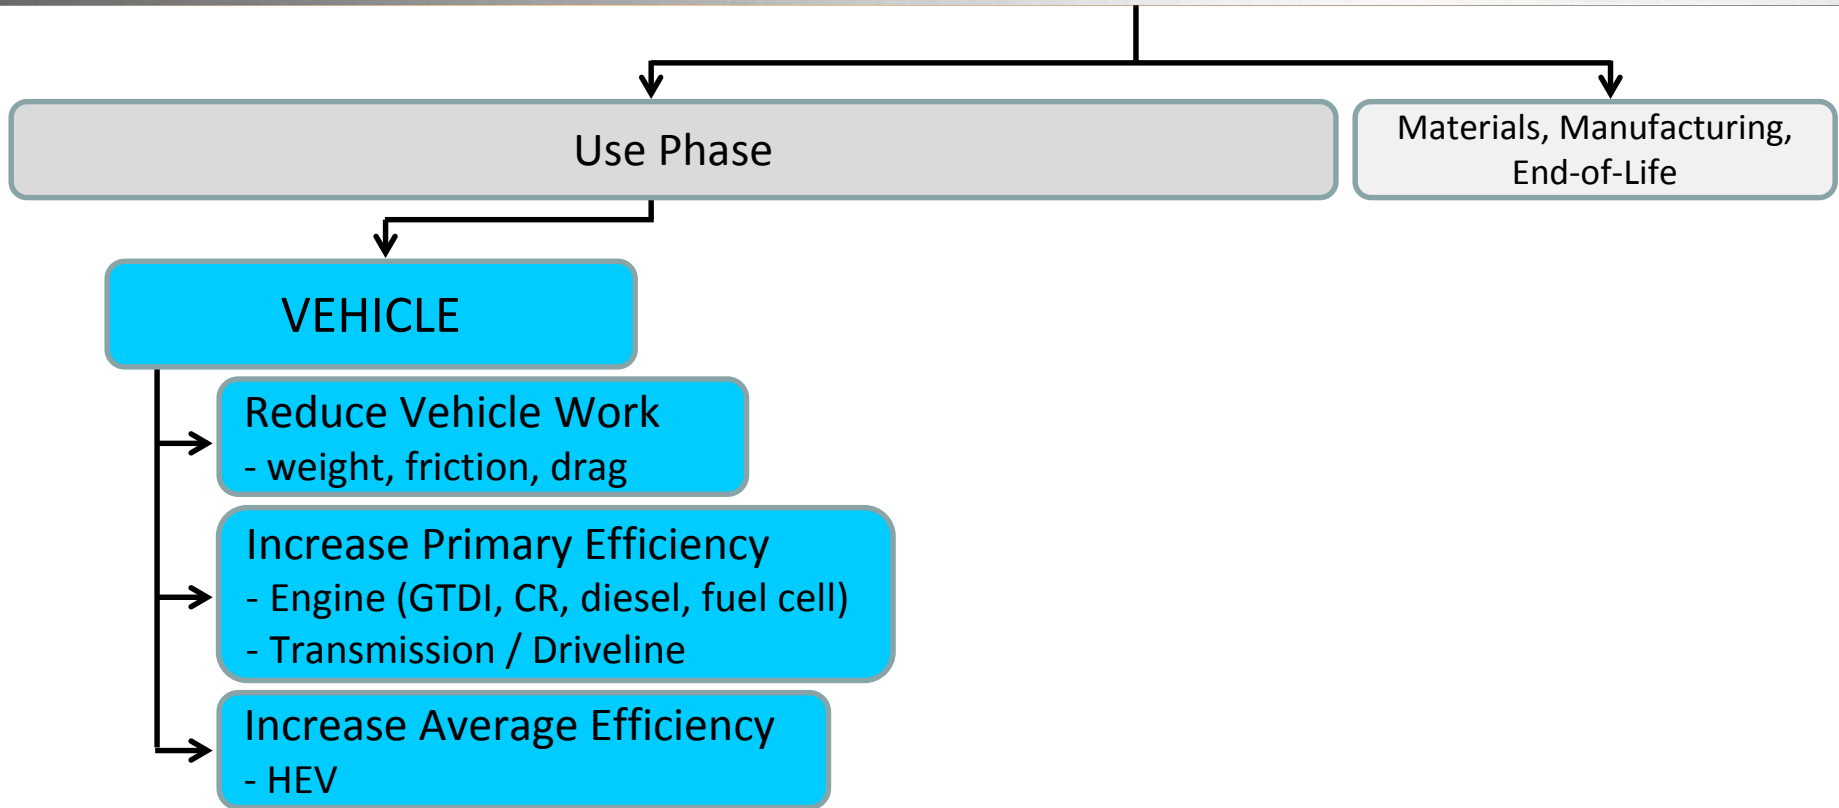 Use Phase
Materials, Manufacturing,
End-of-Life
VEHICLE
Reduce Vehicle Work
- weight, friction, drag
Increase Primary Efficiency
- Engine (GTDI, CR, diesel, fuel cell)
- Transmission / Driveline
Increase Average Efficiency
- HEV